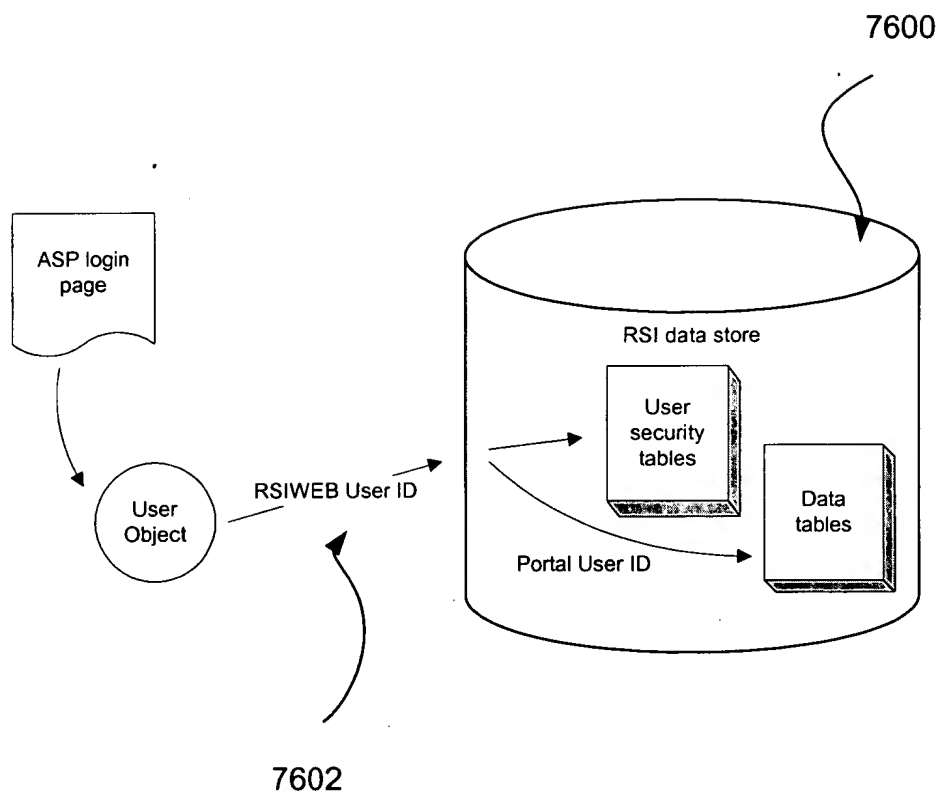 7600
ASP login
page
RSI data store
User
security
tables
RSIWEB User ID
User
Object
Data
tables
Portal User ID
7602